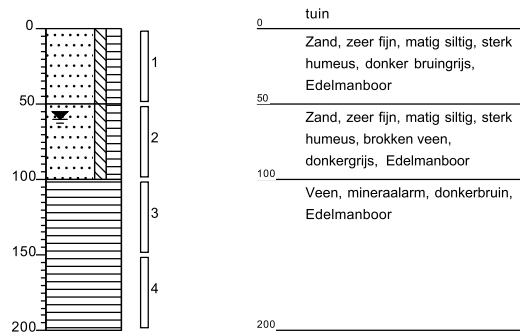 0
50
100
150
200
1
2
3
4
tuin
0
Zand, zeer fijn, matig siltig, sterk
humeus, donker bruingrijs,
Edelmanboor
50
Zand, zeer fijn, matig siltig, sterk
humeus, brokken veen,
donkergrijs, Edelmanboor
100
Veen, mineraalarm, donkerbruin,
Edelmanboor
200